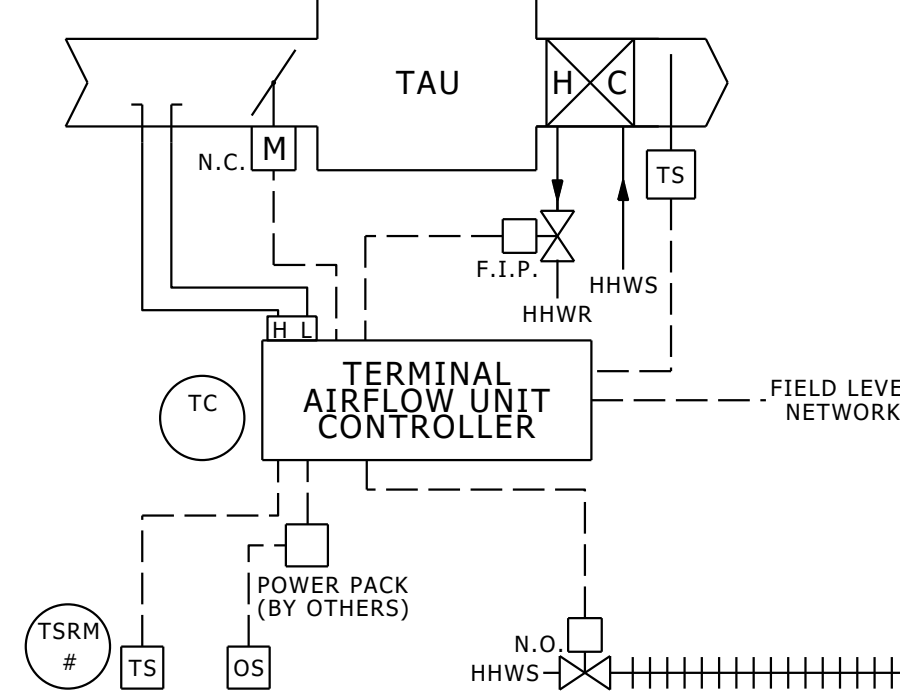 TAU
H C
M
N.C.
TS
F.I.P.
HHWS
HHWR
H L
TERMINAL
AIRFLOW UNIT
CONTROLLER
TC
FIELD LEVE
NETWORK
POWER PACK
(BY OTHERS)
TSRM
#
TS
OS
N.O.
HHWS